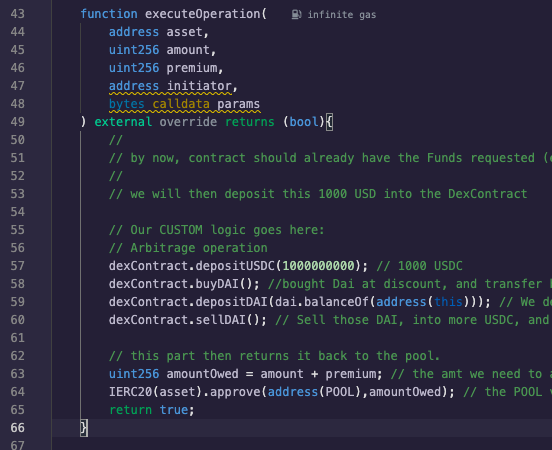 43 function executeOperation( infinite gas
44 address asset,
45 uint256 amount,
46 uint256 premium,
47 address initiator,
48 bytes calldata params
49 ) external override returns (bool){
50 //
51 // by now, contract should already have the Funds requested (
52 //
53 // we will then deposit this 1000 USD into the DexContract
54
55 // Our CUSTOM logic goes here:
56 // Arbitrage operation
57 dexContract.depositUSDC(1000000000); // 1000 USDC
58 dexContract.buyDAI(); //bought Dai at discount, and transfer
59 dexContract.depositDAI(dai.balanceOf(address(this))); // We de
60 dexContract.sellDAI(); // Sell those DAI, into more USDC, and
61
62 // this part then returns it back to the pool.
63 uint256 amountOwed = amount + premium; // the amt we need to
64 IERC20(asset).approve(address(POOL),amountOwed); // the POOL
65 return true;
66 }
67